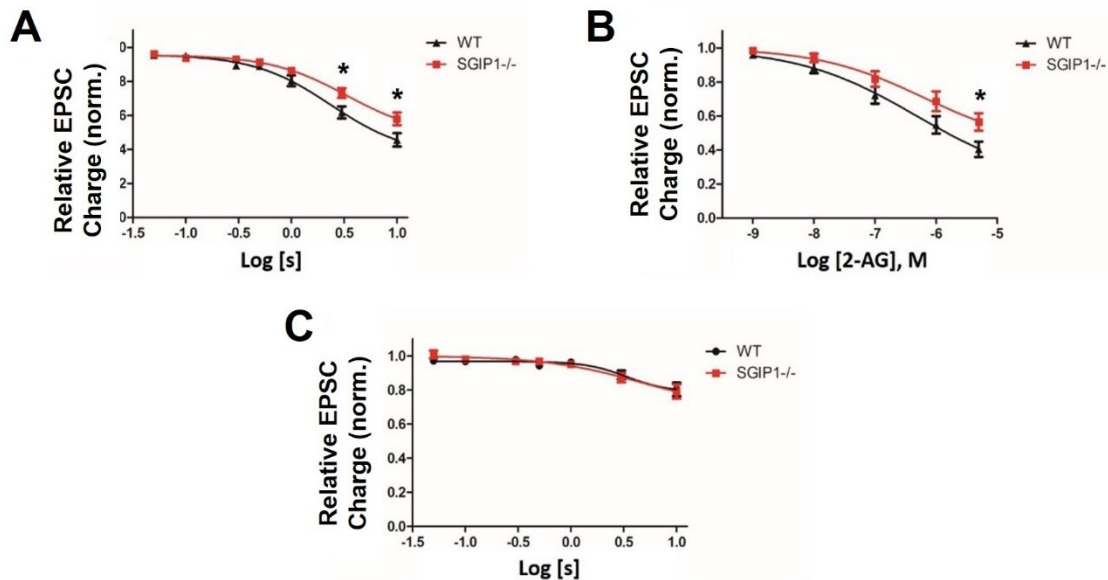 A
Relative EPSC
Charge (norm.)
0
8
6
4
2
0
-1.5 -1.0 -0.5 0.0 0.5 1.0
Log [s]
* *
WT
SGIP1-/-
B
Relative EPSC
Charge (norm.)
1.0
0.8
0.6
0.4
0.2
0.0
-9 -8 -7 -6 -5
Log [2-AG], M
*
WT
SGIP1-/-
C
Relative EPSC
Charge (norm.)
1.0
0.8
0.6
0.4
0.2
0.0
-1.5 -1.0 -0.5 0.0 0.5 1.0
Log [s]
WT
SGIP1-/-